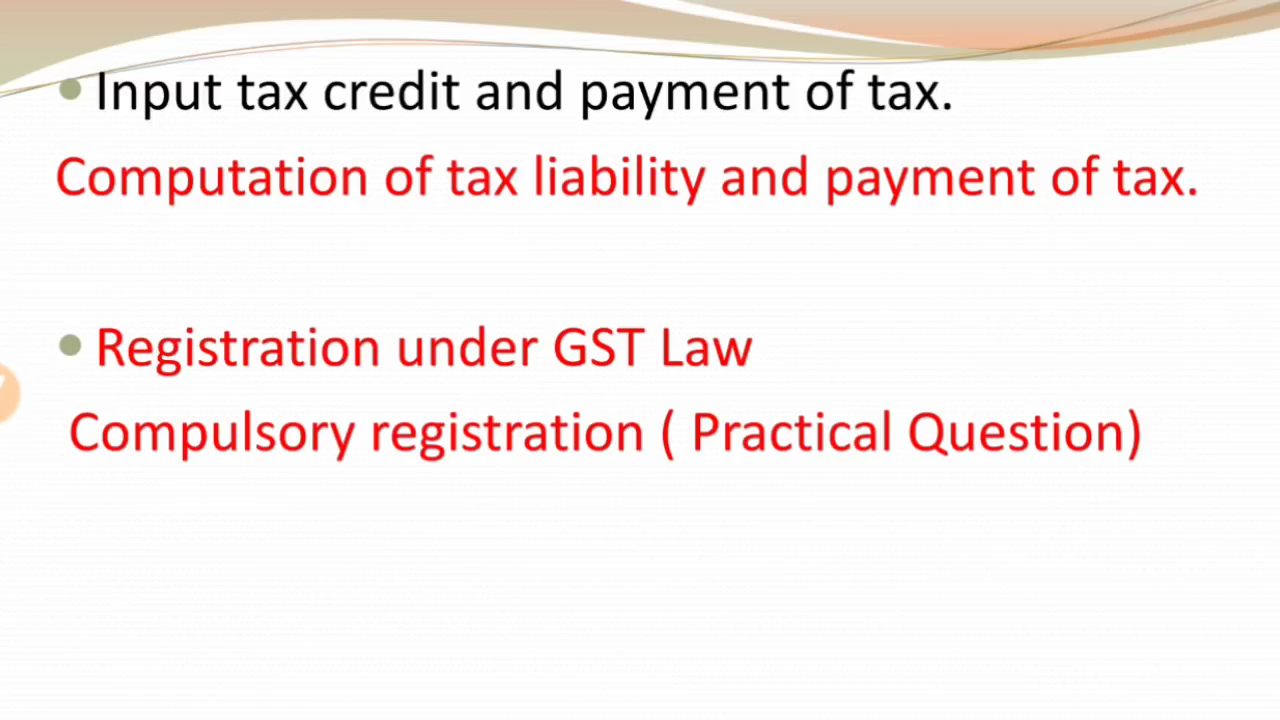 Input tax credit and payment of tax.
Computation of tax liability and payment of tax.
Registration under GST Law
Compulsory registration ( Practical Question)